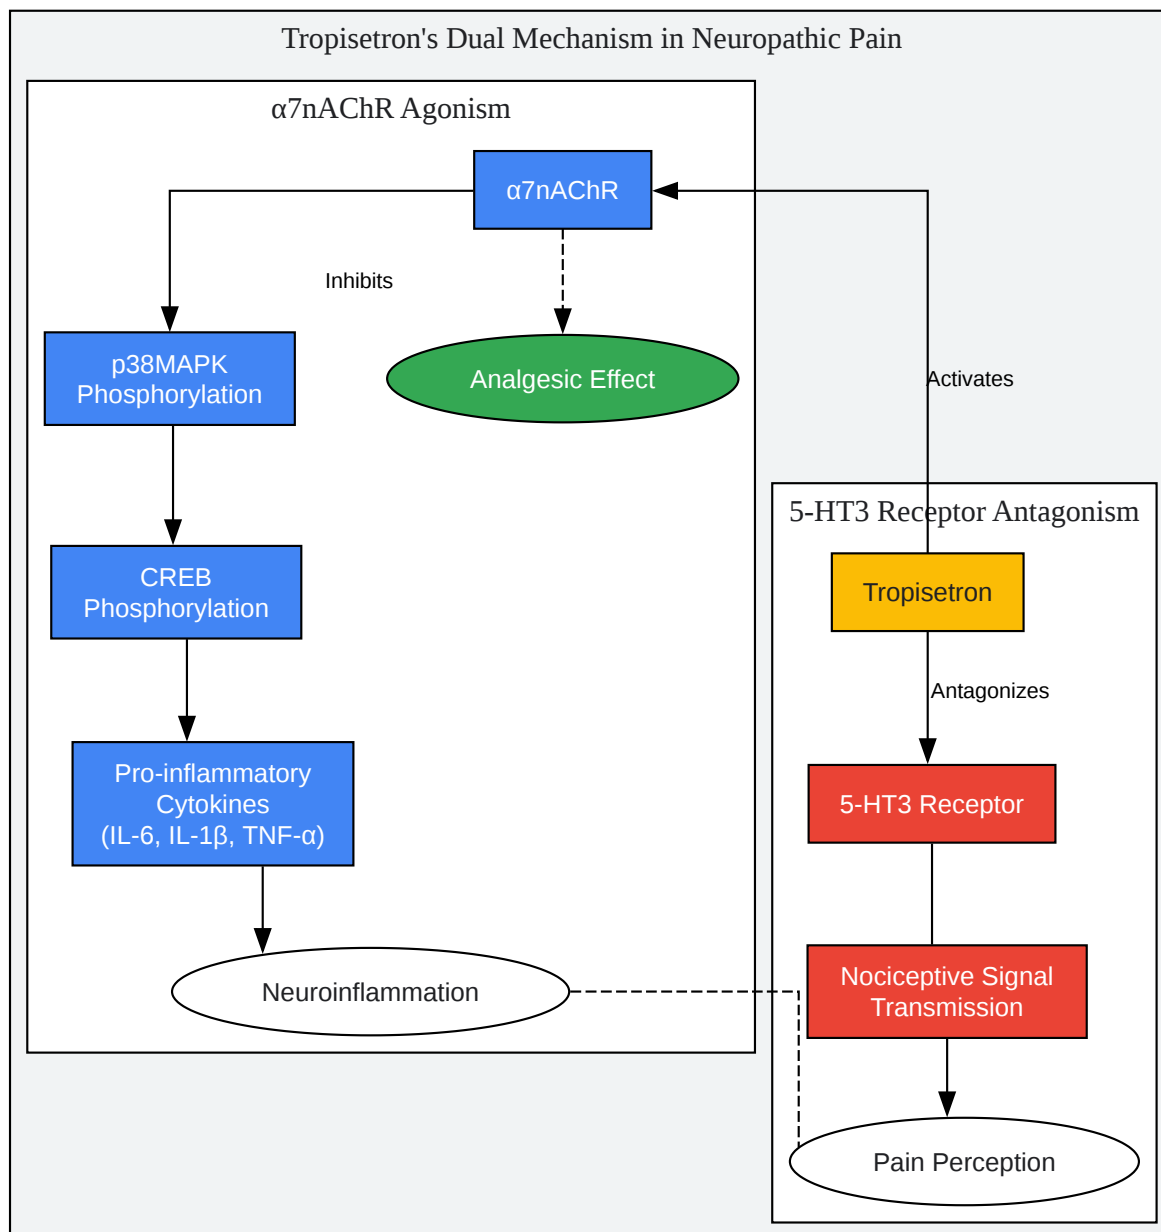 Tropisetron's Dual Mechanism in Neuropathic Pain
α7nAChR Agonism
α7nAChR
Inhibits
p38MAPK
Phosphorylation
Analgesic Effect
Activates
5-HT3 Receptor Antagonism
CREB
Phosphorylation
Tropisetron
Antagonizes
Pro-inflammatory
Cytokines
(IL-6, IL-1β, TNF-α)
5-HT3 Receptor
Neuroinflammation
Nociceptive Signal
Transmission
Pain Perception